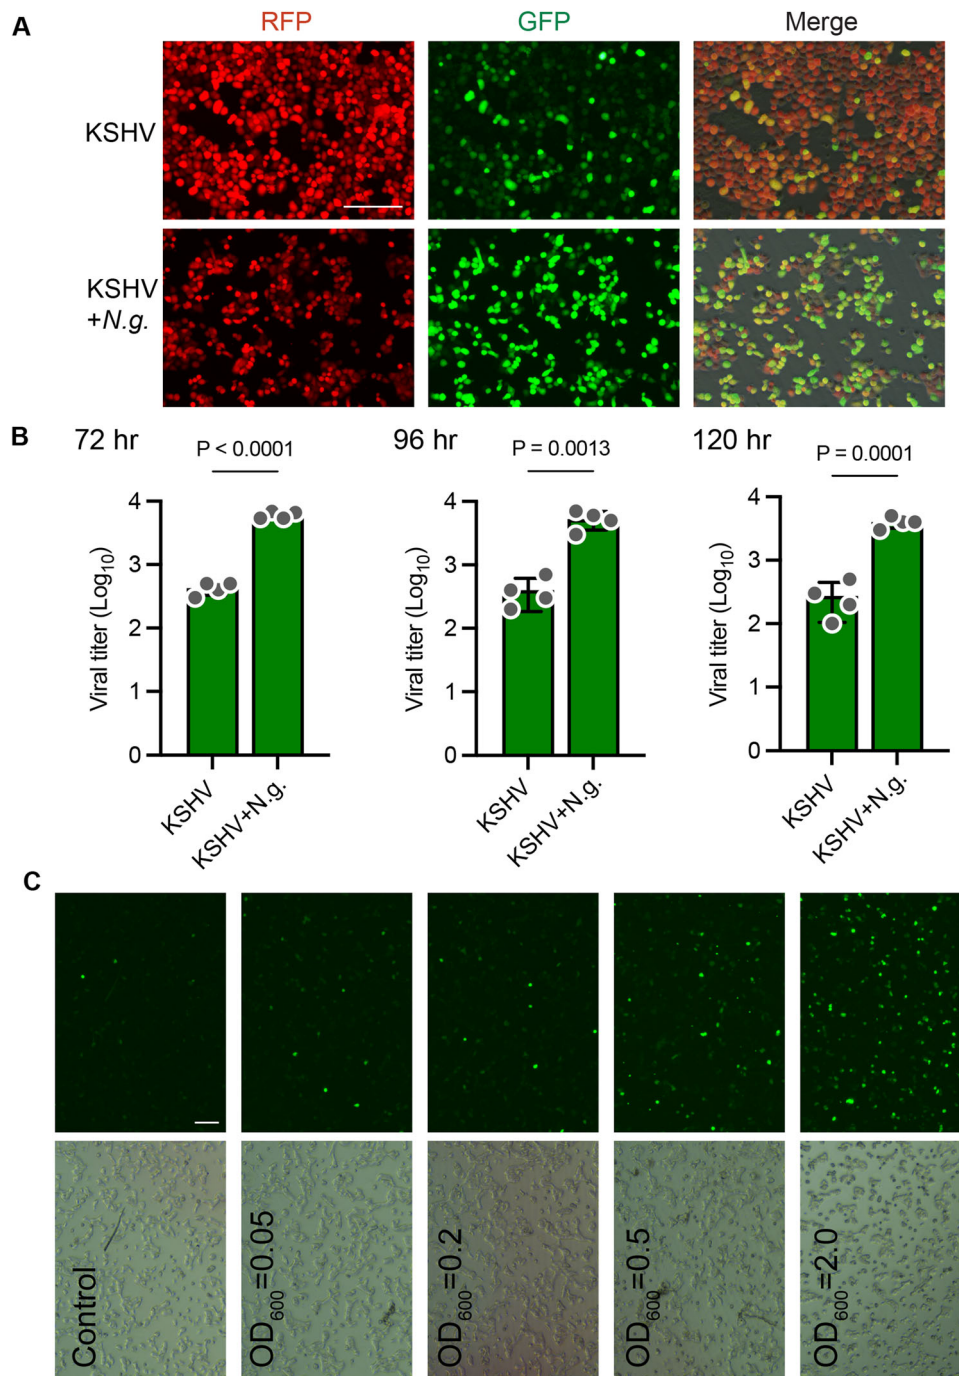 A
RFP
GFP
Merge
KSHV
KSHV
+N.g.
B
72 hr
P < 0.0001
Viral titer (Log10)
4
3
2
1
0
KSHV
KSHV+N.g.
96 hr
P = 0.0013
Viral titer (Log10)
4
3
2
1
0
KSHV
KSHV+N.g.
120 hr
P = 0.0001
Viral titer (Log10)
4
3
2
1
0
KSHV
KSHV+N.g.
C
Control
OD600=0.05
OD600=0.2
OD600=0.5
OD600=2.0